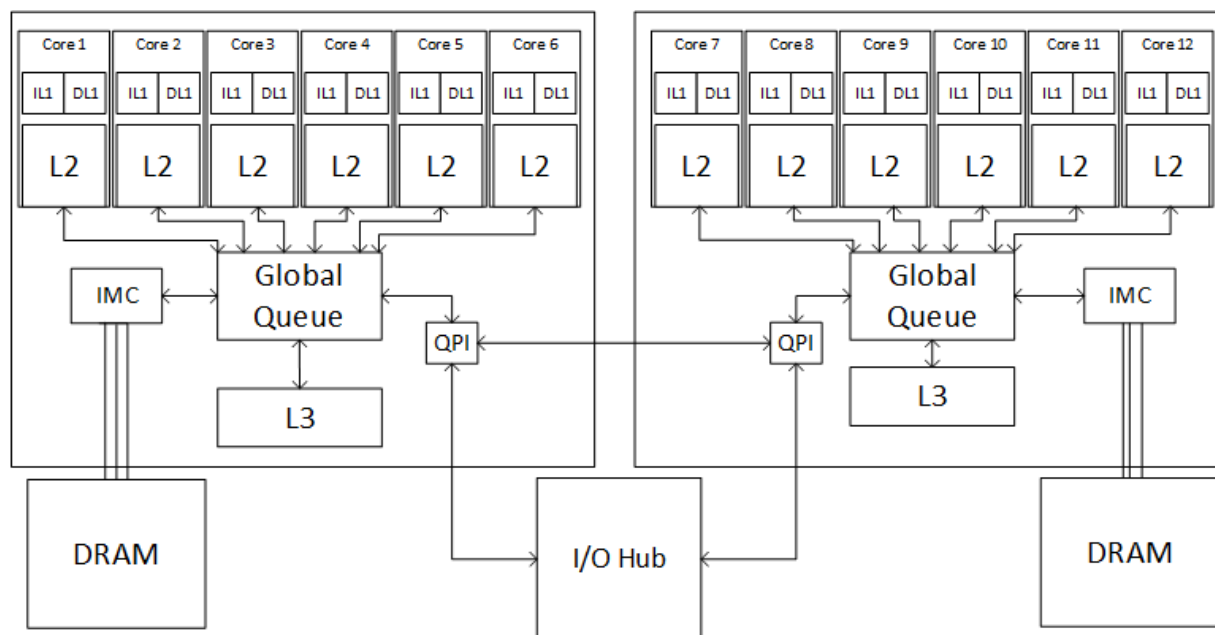 Core 1 Core 2 Core 3 Core 4 Core 5 Core 6 Core 7 Core 8 Core 9 Core 10 Core 11 Core 12
IL1 DL1 IL1 DL1 IL1 DL1 IL1 DL1 IL1 DL1 IL1 DL1 IL1 DL1 IL1 DL1 IL1 DL1 IL1 DL1 IL1 DL1 IL1 DL1
L2 L2 L2 L2 L2 L2 L2 L2 L2 L2 L2 L2
Global Global
IMC Queue Queue IMC
QPI QPI
L3 L3
DRAM I/O Hub DRAM